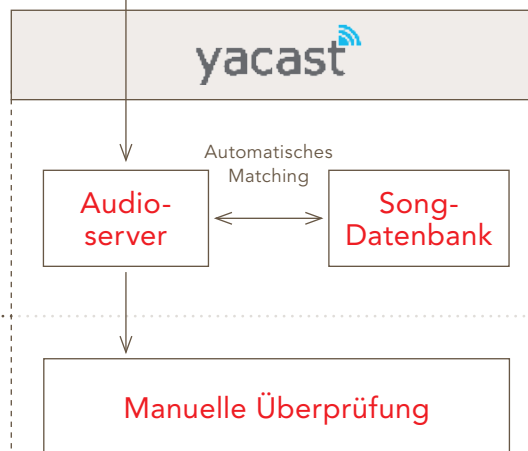 yacast
Automatisches
Matching
Audio-
server
Song-
Datenbank
Manuelle Überprüfung